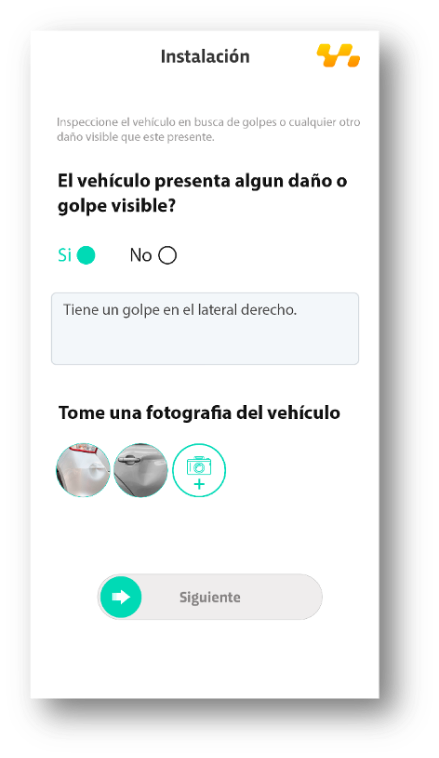 Instalación
Inspeccione el vehículo en busca de golpes o cualquier otro
daño visible que este presente.
El vehículo presenta algun daño o
golpe visible?
Si No
Tiene un golpe en el lateral derecho.
Tome una fotografia del vehículo
Siguiente